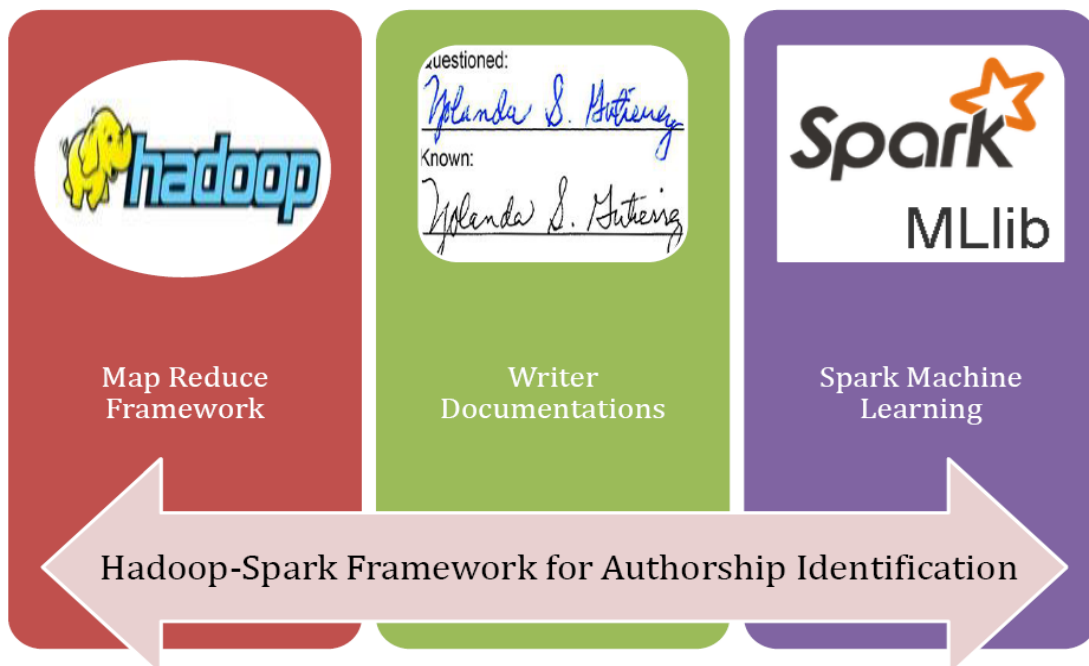 hadoop
Map Reduce
Framework
Questioned:
Yolanda S. Gutierrez
Known:
Yolanda S. Gutierrez
Writer
Documentations
Spark
MLlib
Spark Machine
Learning
Hadoop-Spark Framework for Authorship Identification